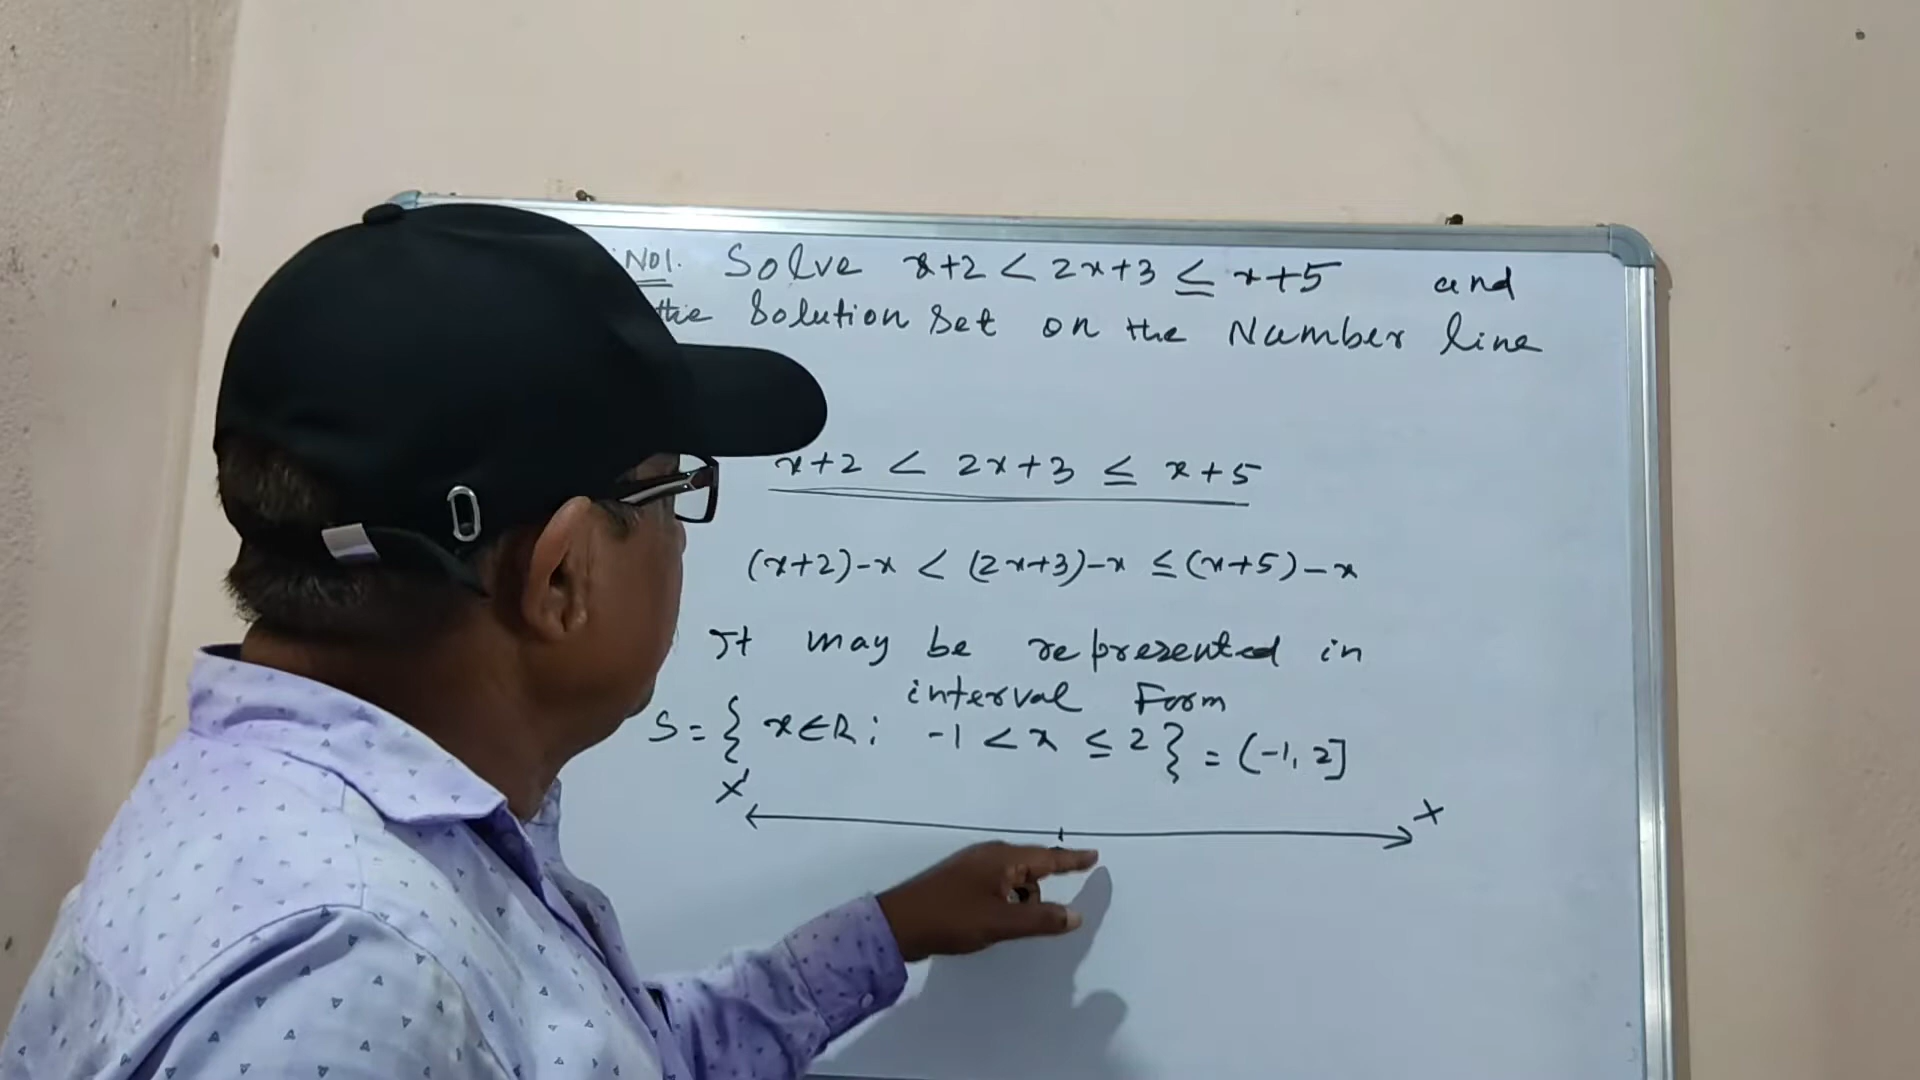 NO1. Solve x+2 < 2x+3 ≤ x+5 and
the Solution Set on the Number line
x+2 < 2x+3 ≤ x+5
(x+2)-x < (2x+3)-x ≤ (x+5)-x
It may be represented in
interval Form
S = { x∈R; -1 < x ≤ 2 } = (-1, 2]
X' X